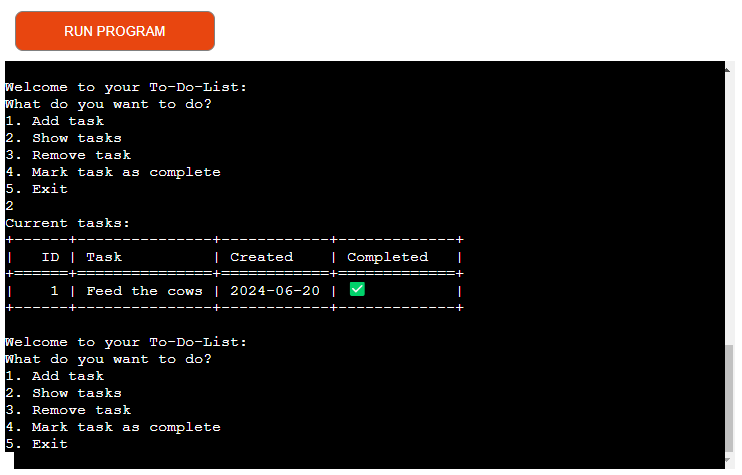 RUN PROGRAM
Welcome to your To-Do-List:
What do you want to do?
1. Add task
2. Show tasks
3. Remove task
4. Mark task as complete
5. Exit
2
Current tasks:
+------+---------------+------------+-------------+
|   ID | Task          | Created    | Completed   |
+======+===============+============+=============+
|    1 | Feed the cows | 2024-06-20 | ✅           |
+------+---------------+------------+-------------+
Welcome to your To-Do-List:
What do you want to do?
1. Add task
2. Show tasks
3. Remove task
4. Mark task as complete
5. Exit